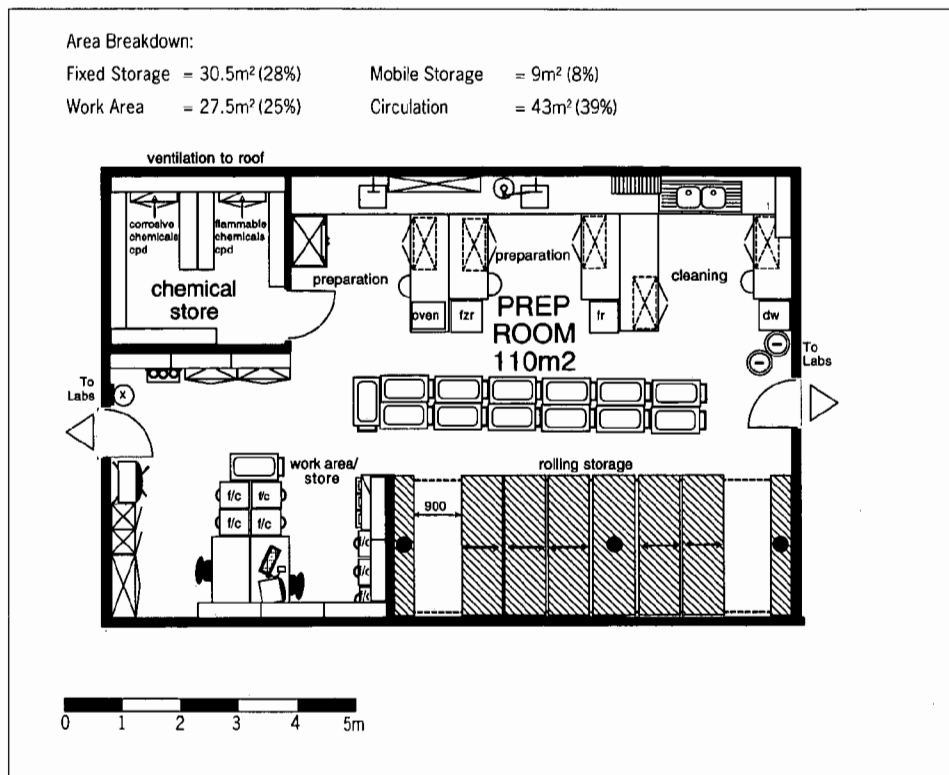 Area Breakdown:
Fixed Storage = 30.5m² (28%) Mobile Storage = 9m² (8%)
Work Area = 27.5m² (25%) Circulation = 43m² (39%)
ventilation to roof
corrosive
chemicals
cpd
flammable
chemicals
cpd
chemical
store
preparation
preparation
cleaning
oven
fzr
fr
dw
PREP
ROOM
110m2
To
Labs
To
Labs
X
work area/
store
rolling storage
f/c f/c
f/c f/c
f/c
f/c
f/c
900
0 1 2 3 4 5m